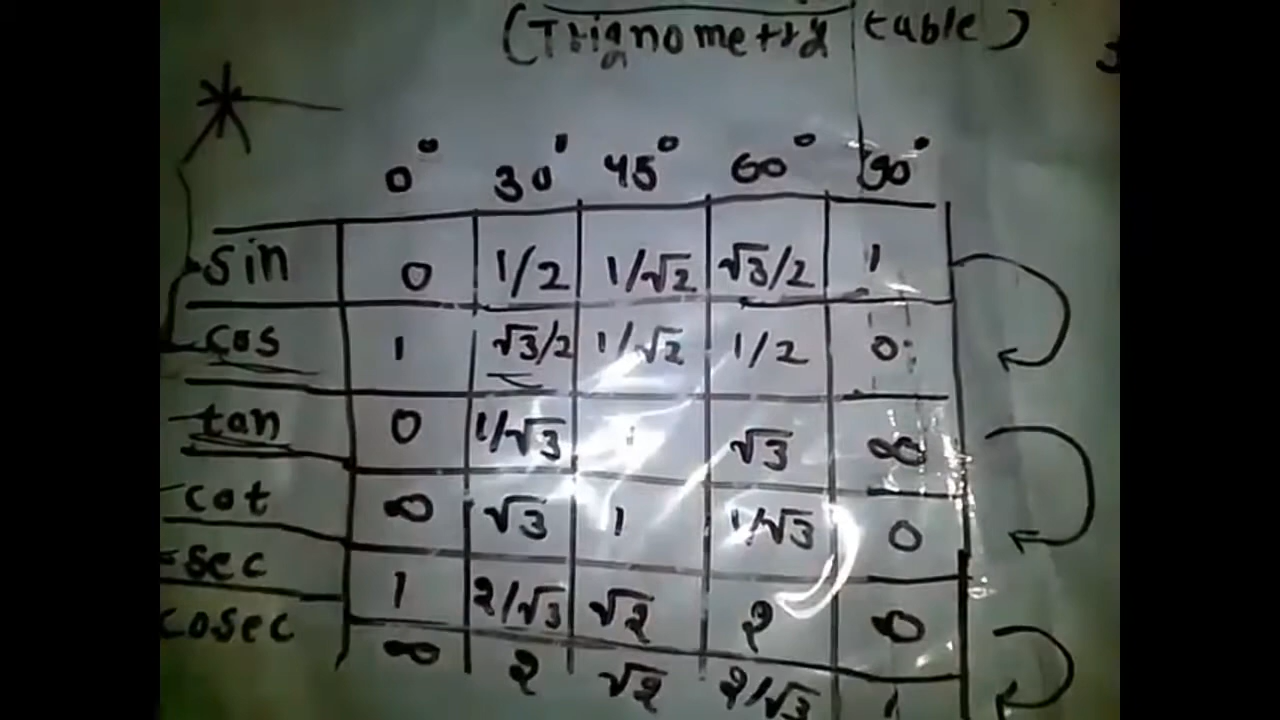 (Trignometry table)
0° 30° 45° 60° 90°
sin 0 1/2 1/√2 √3/2 1
cos 1 √3/2 1/√2 1/2 0
tan 0 1/√3 1 √3 ∞
cot ∞ √3 1 1/√3 0
sec 1 2/√3 √2 2 ∞
cosec ∞ 2 √2 2/√3 1